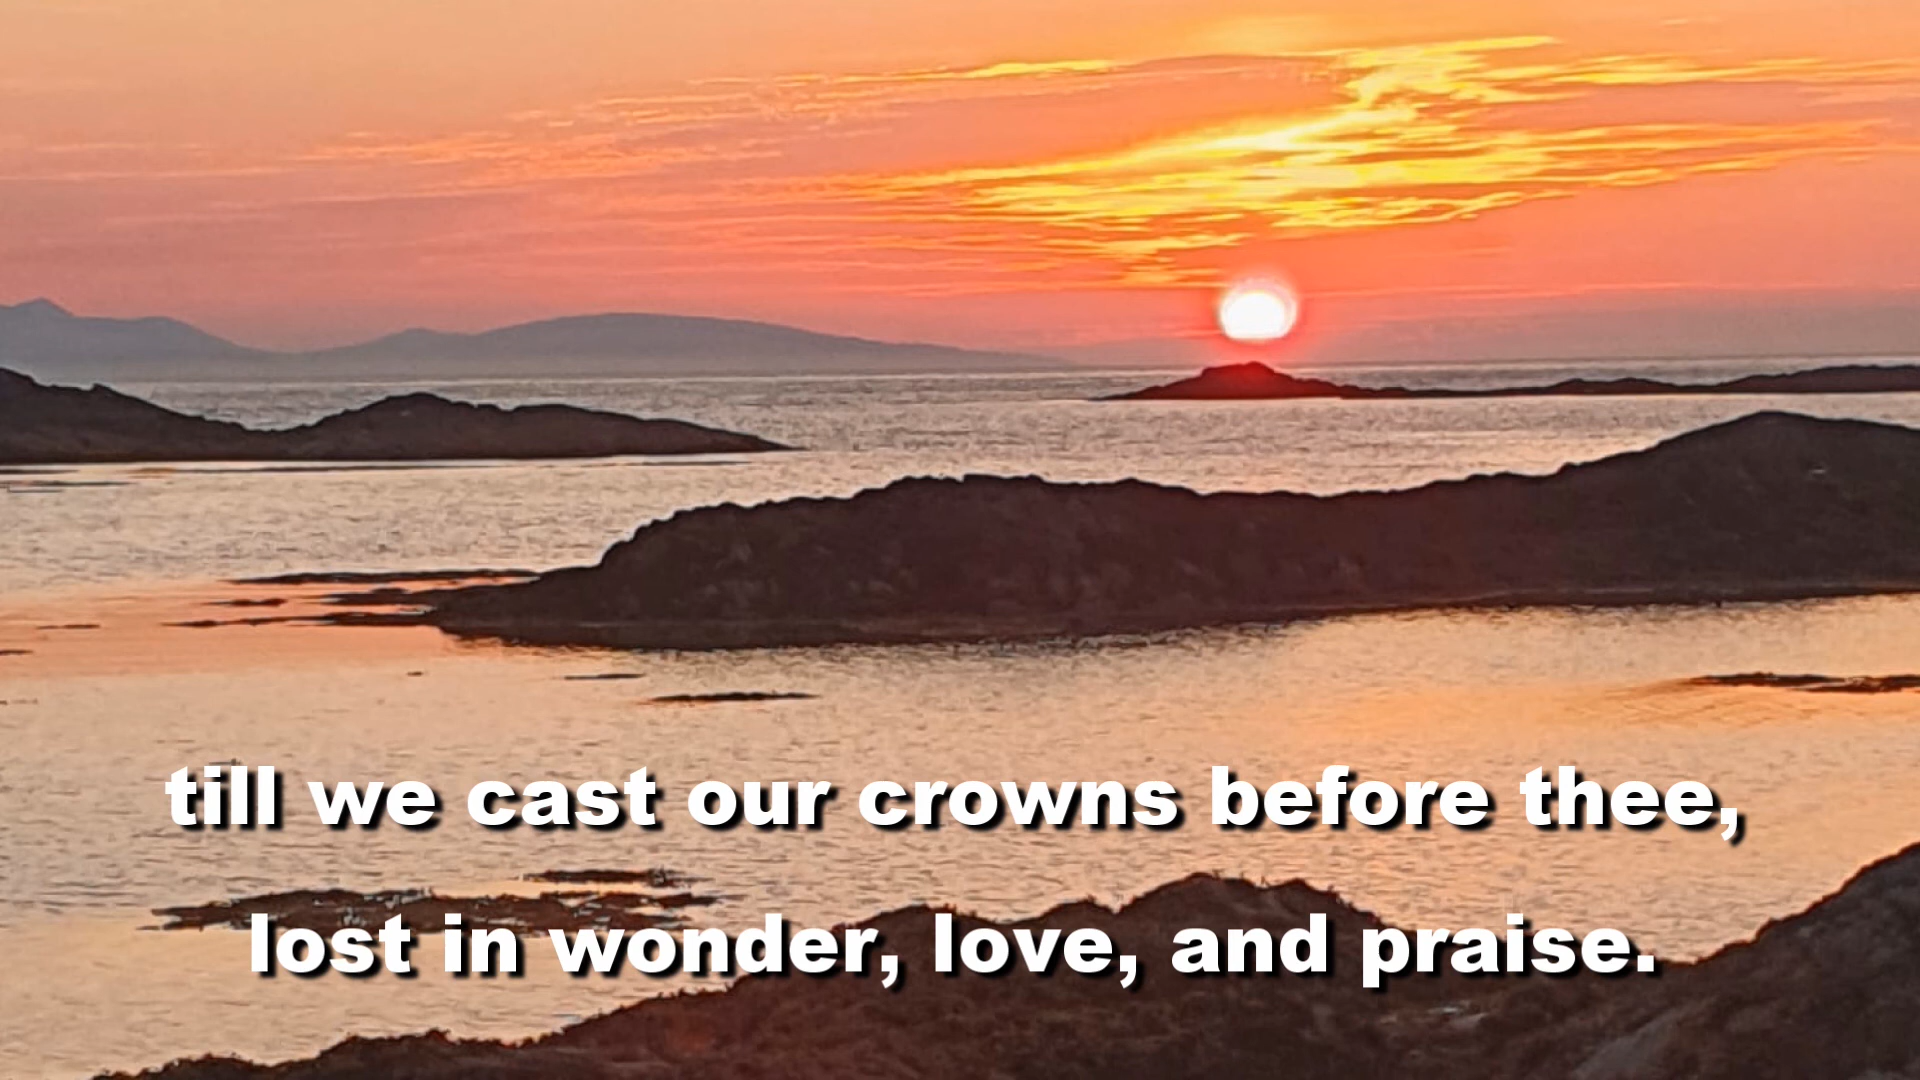 till we cast our crowns before thee,
lost in wonder, love, and praise.